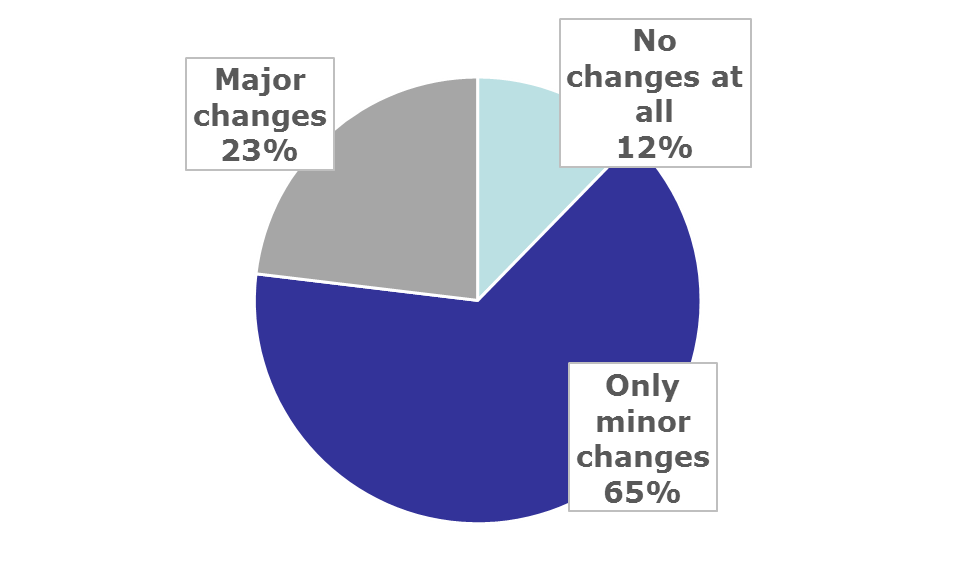 No
changes at
all
12%
Only
minor
changes
65%
Major
changes
23%